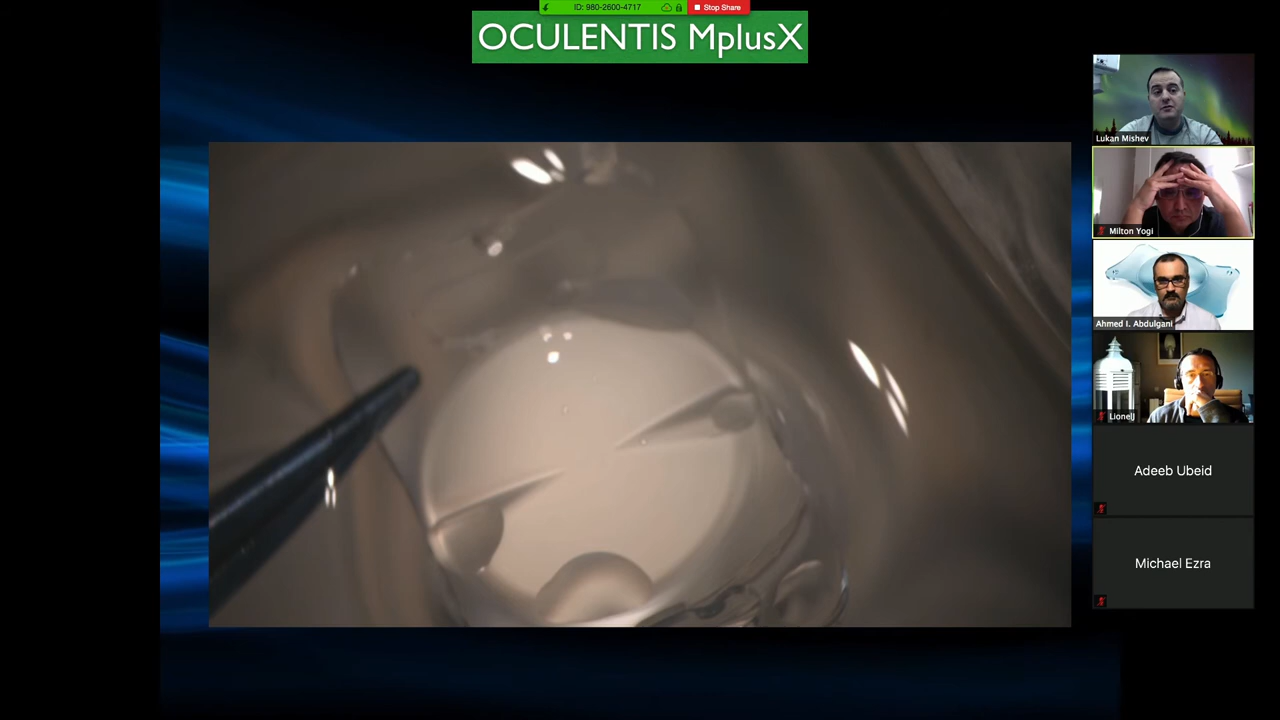 ID: 980-2600-4717
Stop Share
OCULENTIS MplusX
Lukan Mishev
Milton Yogi
Ahmed I. Abdulgani
LionelJ
Adeeb Ubeid
Michael Ezra